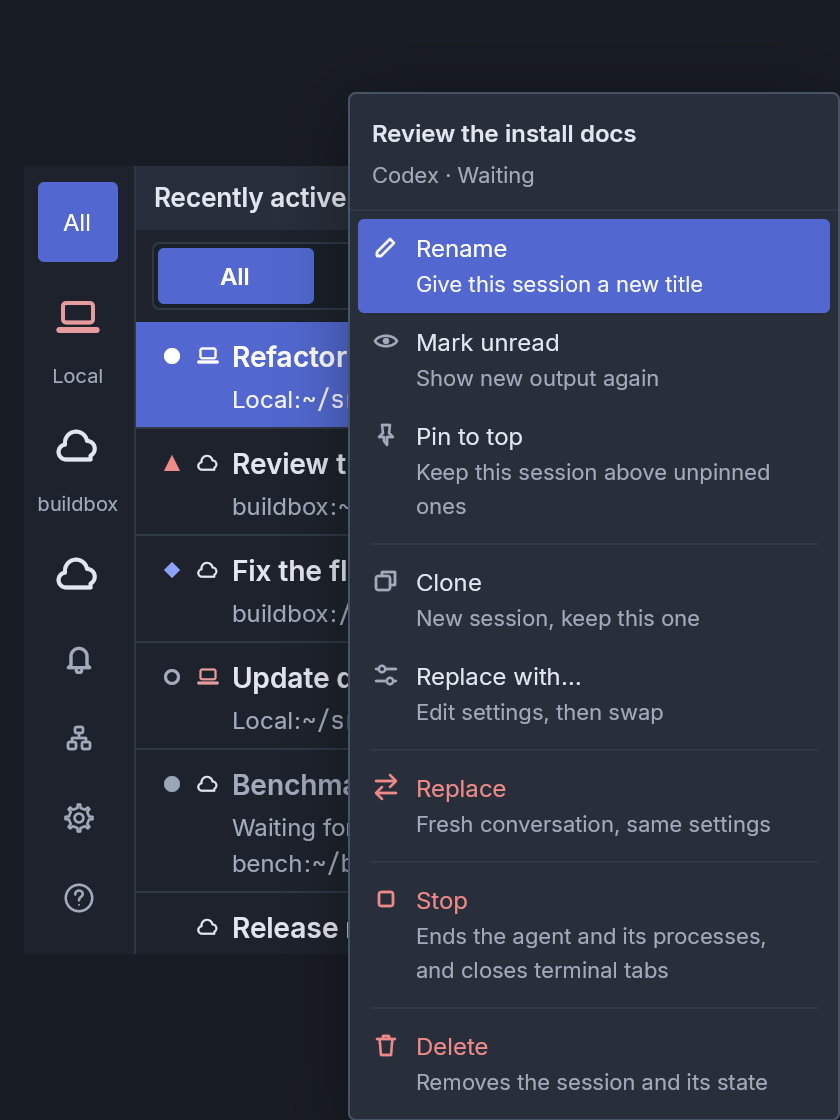 All
Local
buildbox
Recently active
All
Refactor
Local:~/s
Review t
buildbox:~
Fix the fl
buildbox:/
Update
Local:~/s
Benchma
Waiting for
bench:~/b
Release
Review the install docs
Codex · Waiting
Rename
Give this session a new title
Mark unread
Show new output again
Pin to top
Keep this session above unpinned
ones
Clone
New session, keep this one
Replace with...
Edit settings, then swap
Replace
Fresh conversation, same settings
Stop
Ends the agent and its processes,
and closes terminal tabs
Delete
Removes the session and its state